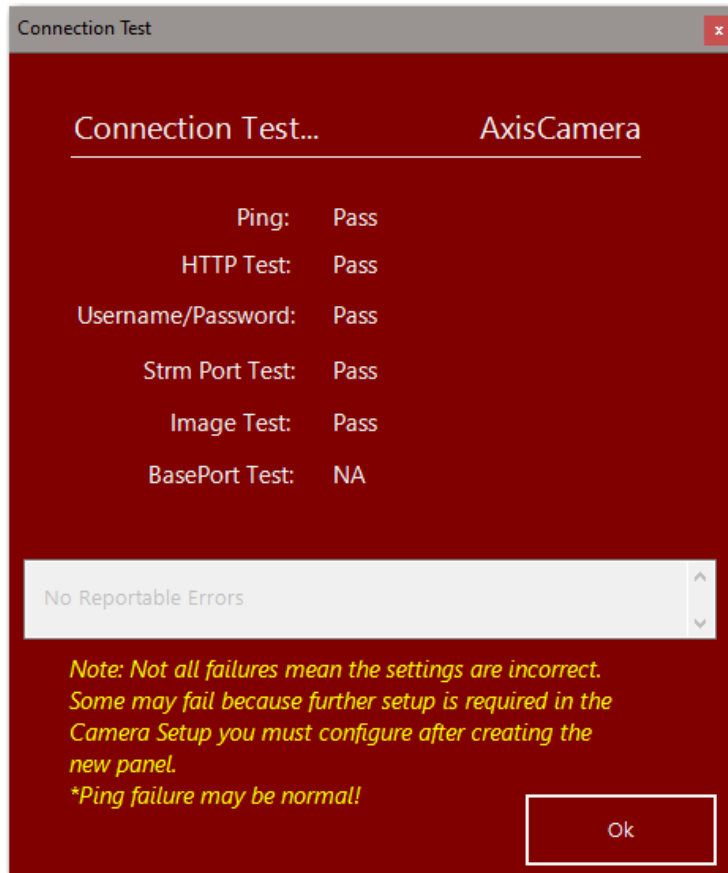 Connection Test
x
Connection Test... AxisCamera
Ping: Pass
HTTP Test: Pass
Username/Password: Pass
Strm Port Test: Pass
Image Test: Pass
BasePort Test: NA
No Reportable Errors
Note: Not all failures mean the settings are incorrect.
Some may fail because further setup is required in the
Camera Setup you must configure after creating the
new panel.
*Ping failure may be normal!
Ok